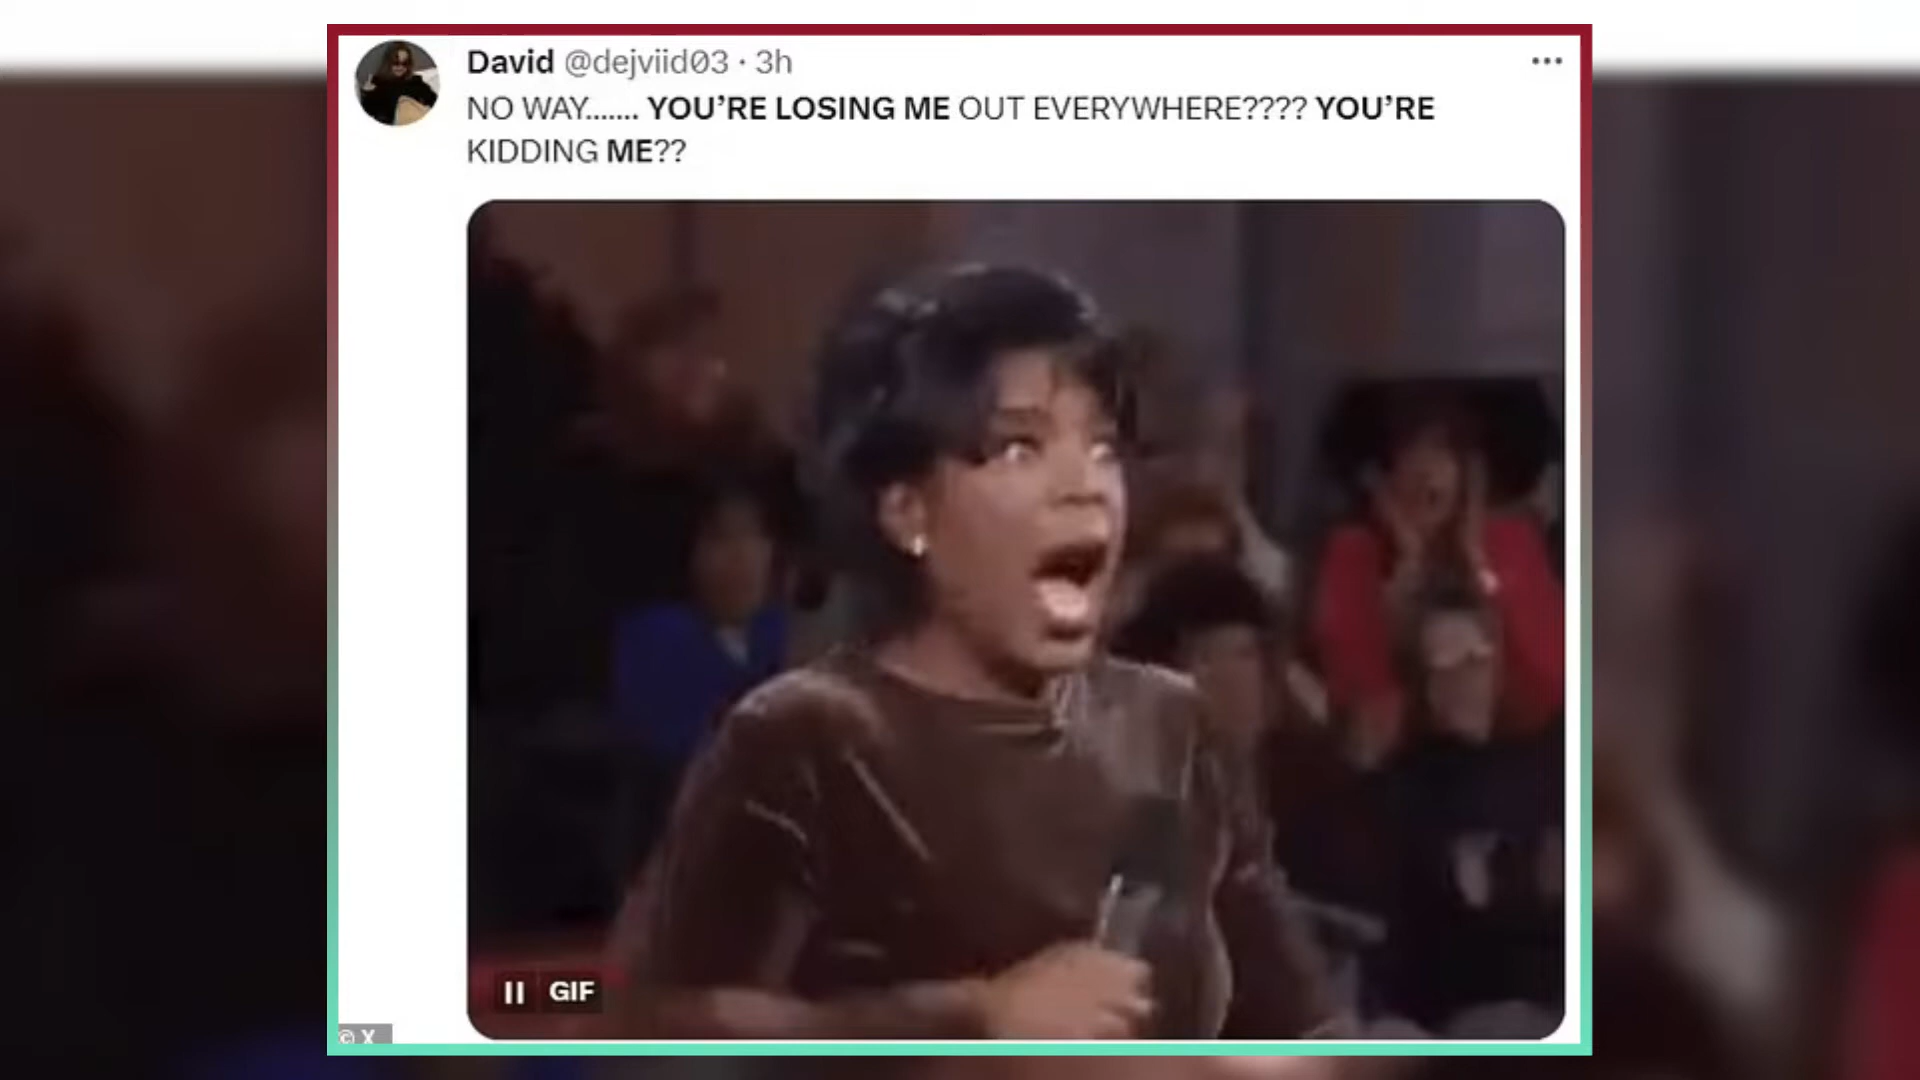 David @dejviid03 · 3h
NO WAY....... YOU’RE LOSING ME OUT EVERYWHERE???? YOU’RE
KIDDING ME??
GIF
© X